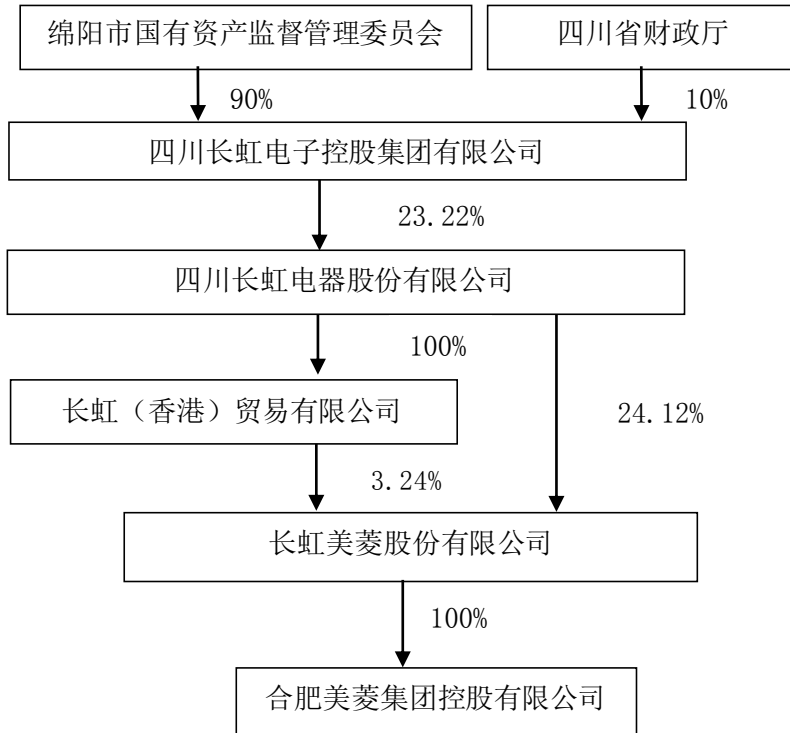 绵阳市国有资产监督管理委员会
四川省财政厅
90%
10%
四川长虹电子控股集团有限公司
23.22%
四川长虹电器股份有限公司
100%
长虹（香港）贸易有限公司
24.12%
3.24%
长虹美菱股份有限公司
100%
合肥美菱集团控股有限公司